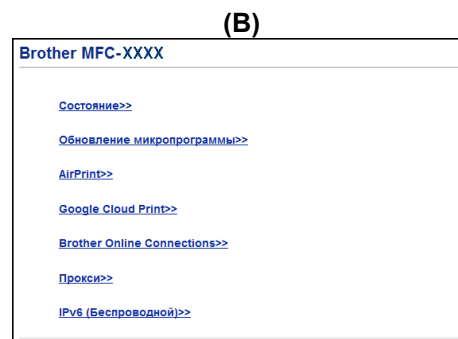 (B)
Brother MFC-XXXX
Состояние>>
Обновление микропрограммы>>
AirPrint>>
Google Cloud Print>>
Brother Online Connections>>
Прокси>>
IPv6 (Беспроводной)>>